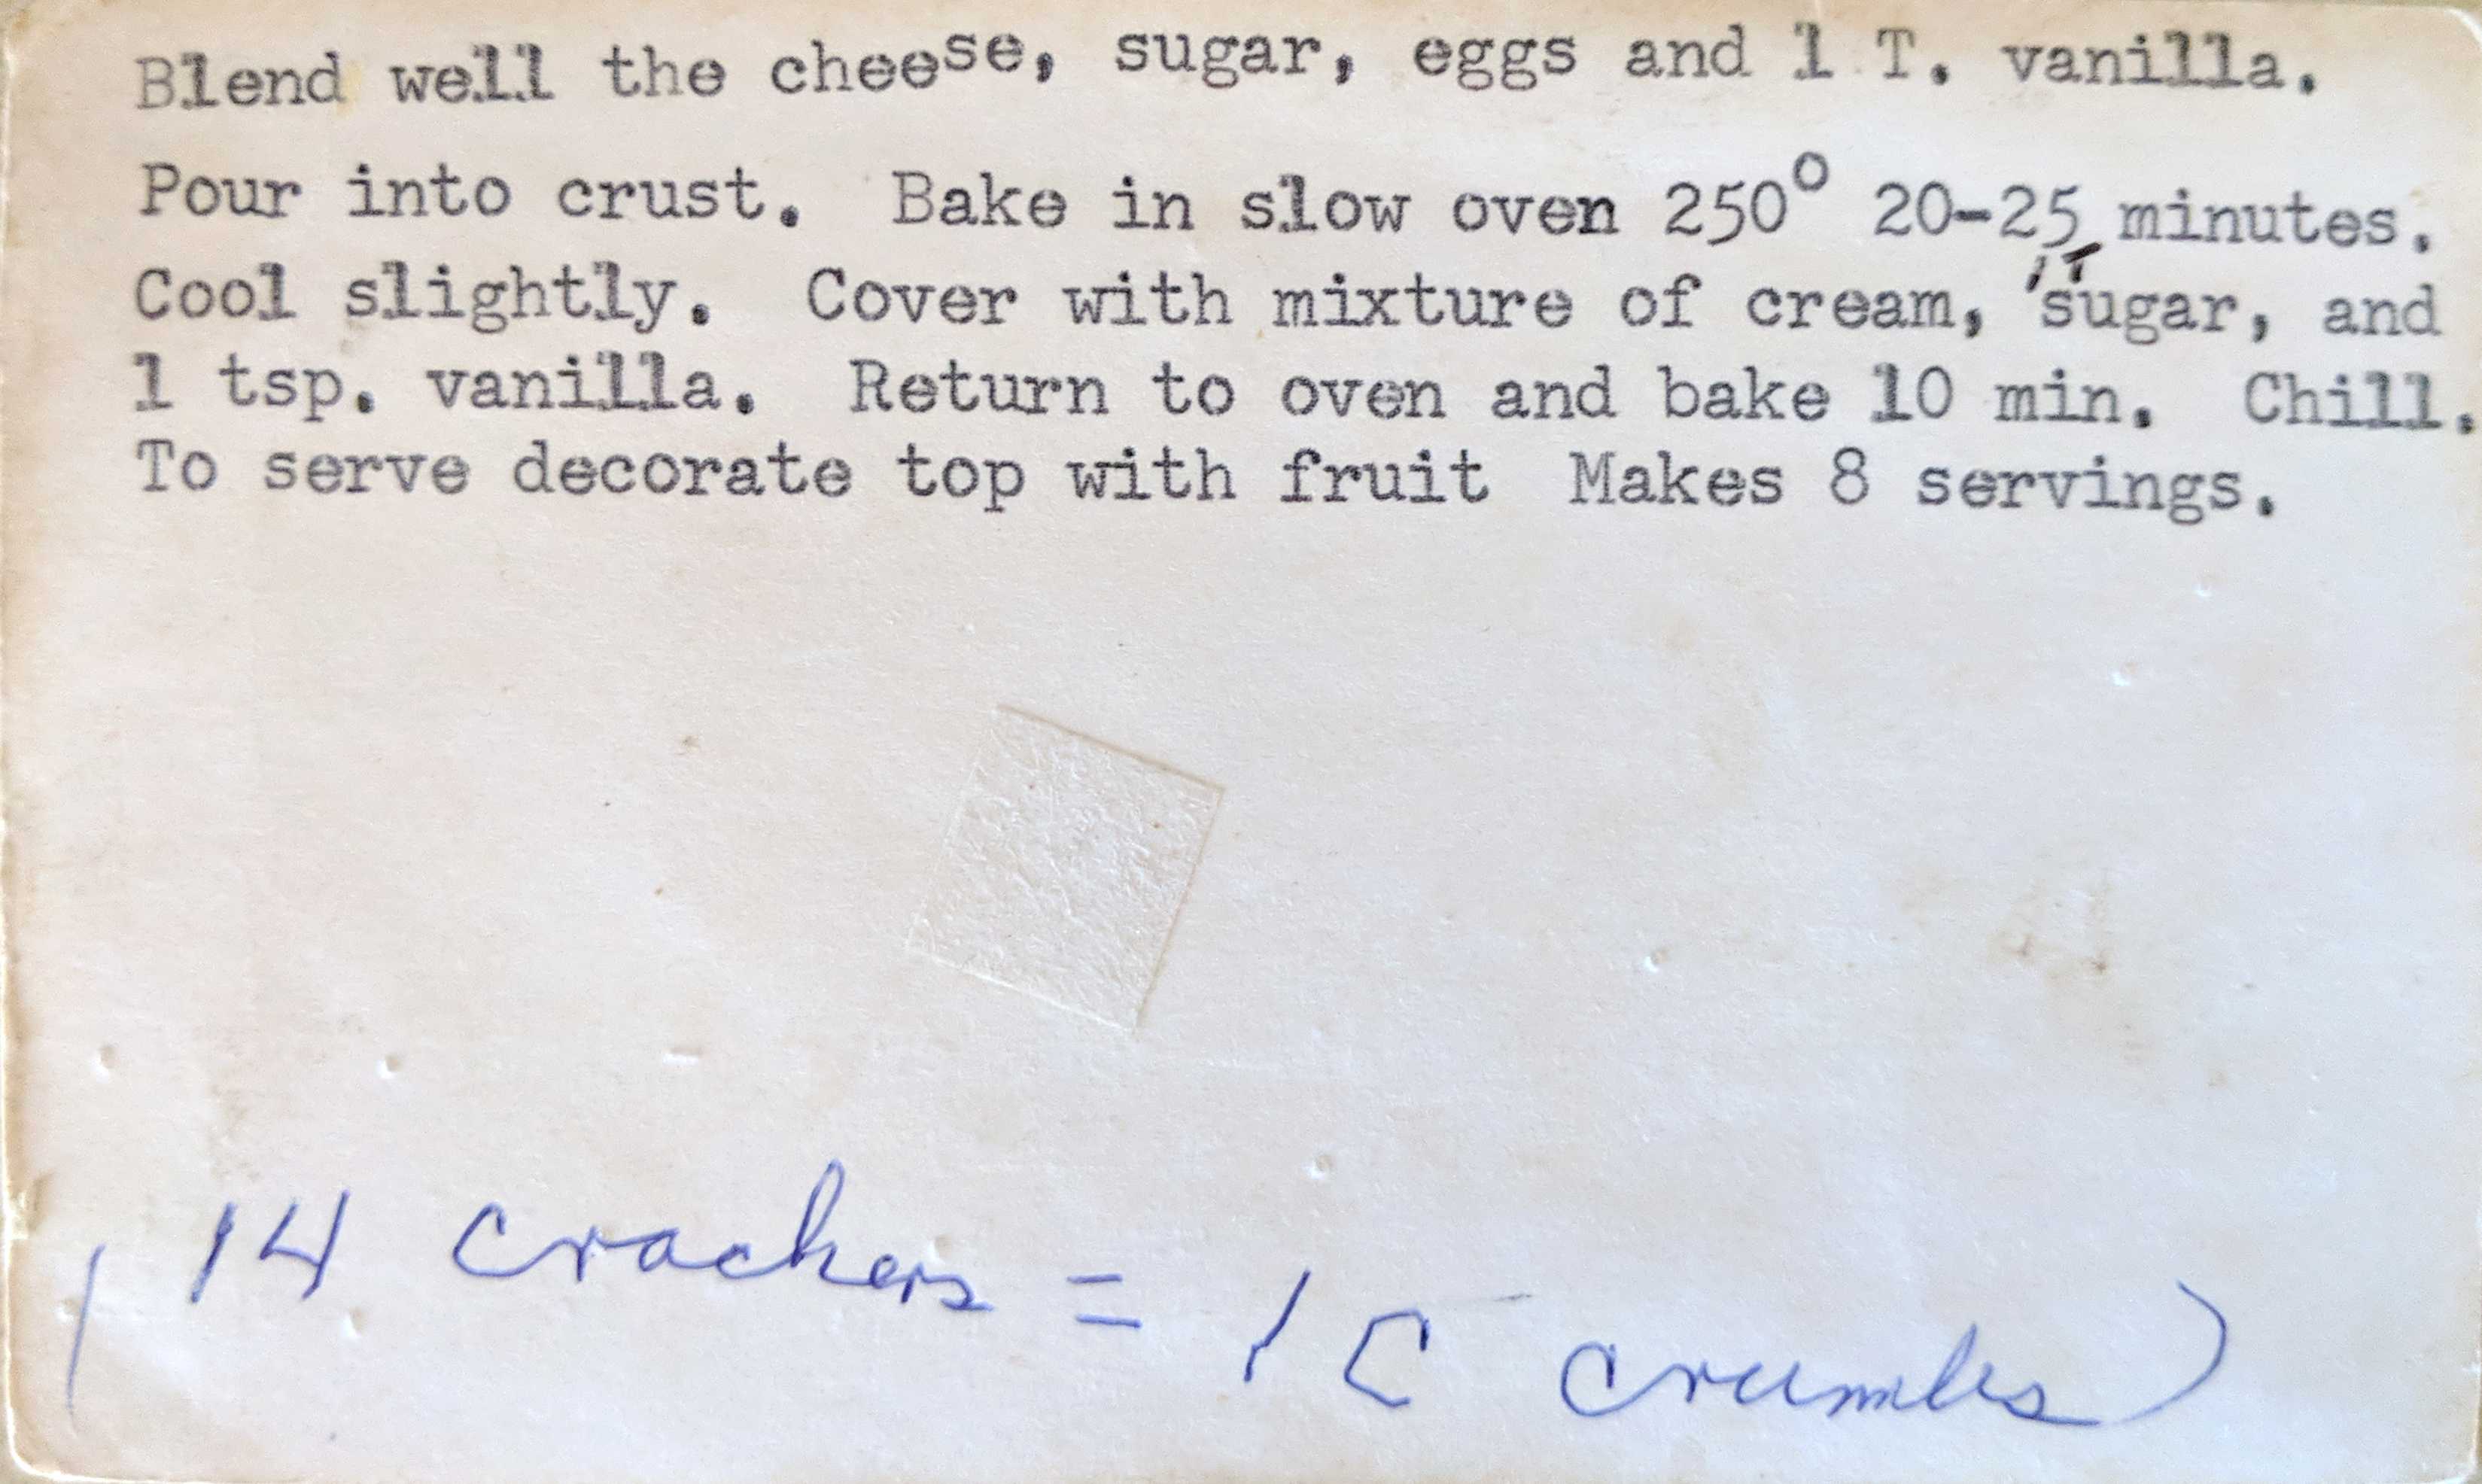 Blend well the cheese, sugar, eggs and 1 T. vanilla.
Pour into crust. Bake in slow oven 250° 20-25 minutes.
Cool slightly. Cover with mixture of cream, sugar, and
1 tsp. vanilla. Return to oven and bake 10 min. Chill.
To serve decorate top with fruit Makes 8 servings.
(14 crackers = 1 C crumbs)